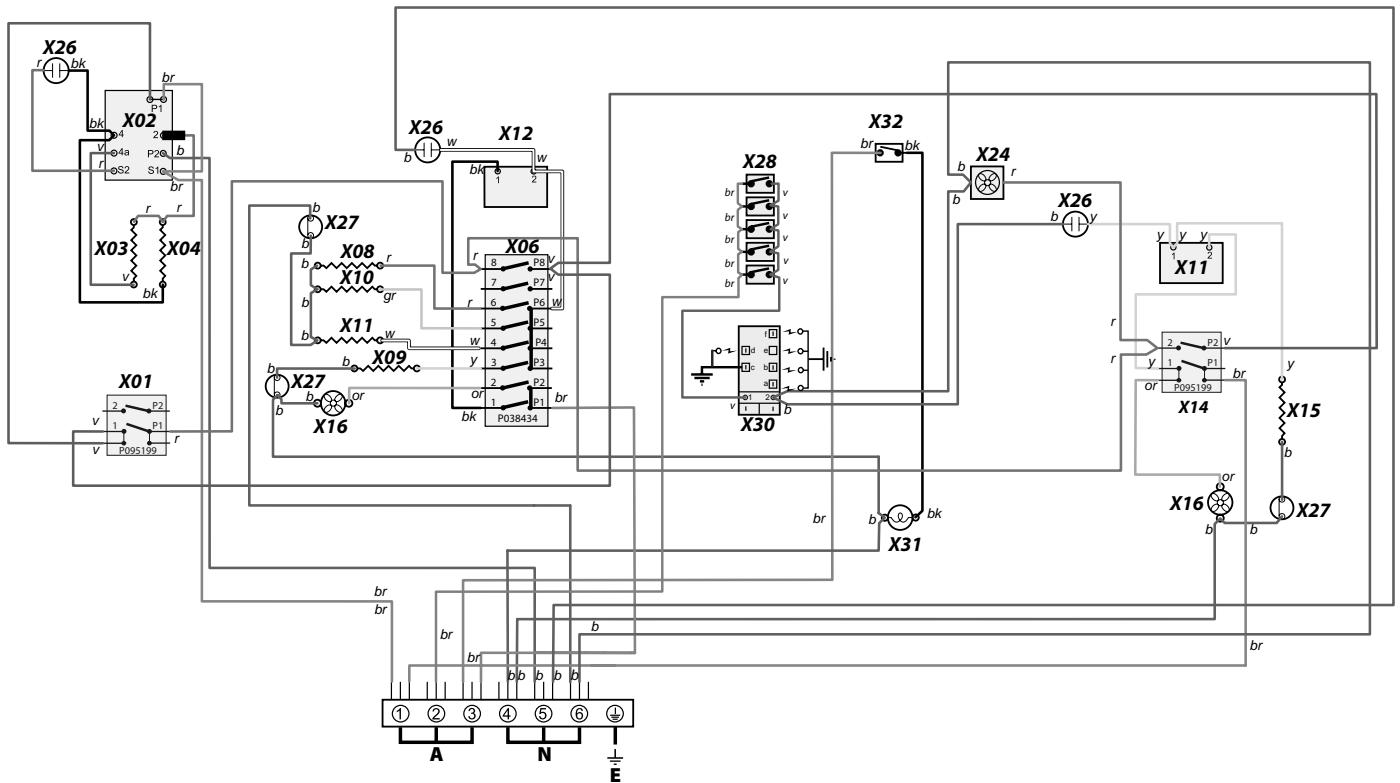 X26
r
bk
br
P1
X02
bk
4
2
v
4a
P2
b
r
S2
S1
br
r
r
X03
X04
v
bk
X01
2
P2
v
1
P1
v
P095199
r
X26
b
w
X12
w
bk
1
2
b
X27
b
b
X08
r
b
X10
gr
b
X11
w
b
X09
b
X27
b
b
or
X16
X06
r
8
P8
v
v
7
P7
r
6
P6
w
5
P5
w
4
P4
y
3
P3
or
2
P2
bk
1
P1
br
P038434
X28
br
v
br
v
br
v
br
v
br
v
X32
br
bk
f
d
e
c
b
a
v
1
2
b
X30
br
b
bk
X31
X24
b
b
r
X26
b
y
y
y
y
1
2
X11
r
r
2
P2
v
y
1
P1
or
br
P095199
X14
y
X15
b
or
X16
b
b
X27
br
br
br
br
b
br
b
b
b
b
b
b
1
2
3
4
5
6
A
N
E